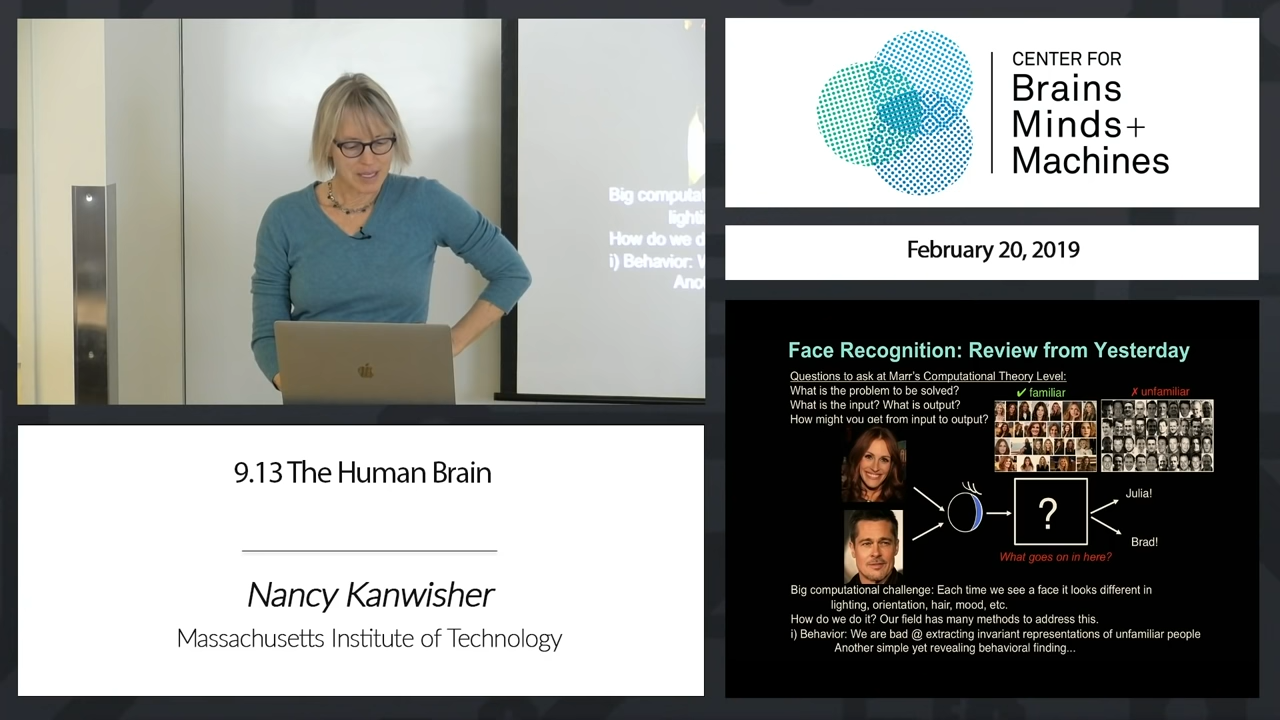 Big computat
lighti
How do we d
i) Behavior: W
Anot
CENTER FOR
Brains
Minds+
Machines
February 20, 2019
9.13 The Human Brain
Nancy Kanwisher
Massachusetts Institute of Technology
Face Recognition: Review from Yesterday
Questions to ask at Marr's Computational Theory Level:
What is the problem to be solved?
What is the input? What is output?
How might you get from input to output?
✓ familiar
✗ unfamiliar
?
Julia!
Brad!
What goes on in here?
Big computational challenge: Each time we see a face it looks different in
lighting, orientation, hair, mood, etc.
How do we do it? Our field has many methods to address this.
i) Behavior: We are bad @ extracting invariant representations of unfamiliar people
Another simple yet revealing behavioral finding...